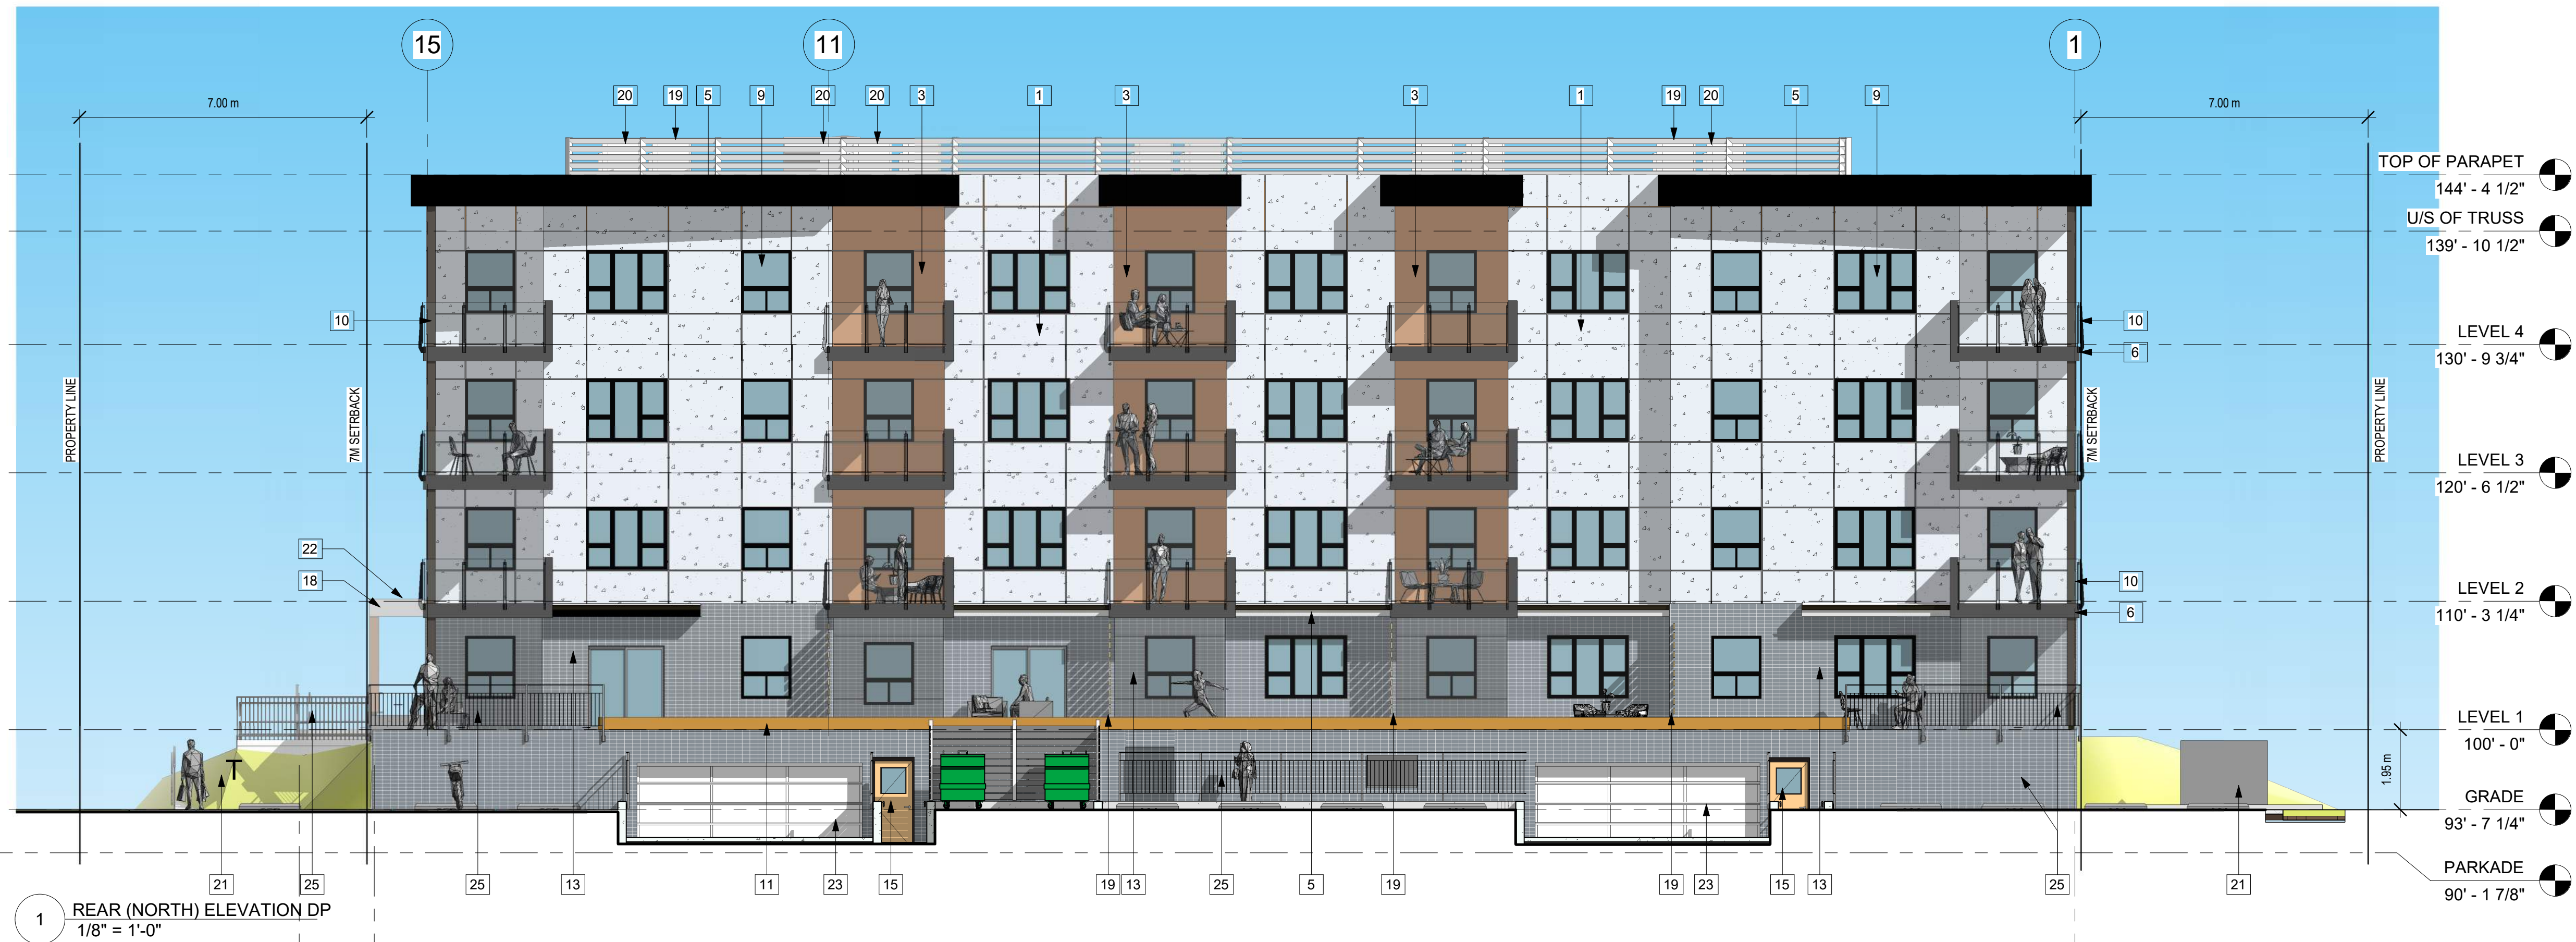 15
11
1
7.00 m
7.00 m
20
19
5
9
20
20
3
1
3
3
1
19
20
5
9
TOP OF PARAPET
144' - 4 1/2"
U/S OF TRUSS
139' - 10 1/2"
10
10
LEVEL 4
130' - 9 3/4"
6
PROPERTY LINE
7M SETRBACK
7M SETRBACK
PROPERTY LINE
LEVEL 3
120' - 6 1/2"
22
18
10
LEVEL 2
110' - 3 1/4"
6
LEVEL 1
100' - 0"
1.95 m
T
GRADE
93' - 7 1/4"
21
25
25
13
11
23
15
19
13
25
5
19
19
23
15
13
25
21
PARKADE
90' - 1 7/8"
1
REAR (NORTH) ELEVATION DP
1/8" = 1'-0"